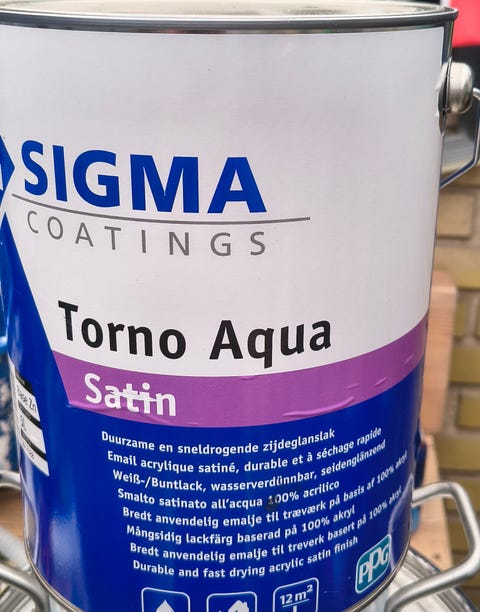 SIGMA
COATINGS
Torno Aqua
Satin
Duurzame en sneldrogende zijdeglanslak
Email acrylique satiné, durable et à séchage rapide
Weiß-/Buntlack, wasserverdünnbar, seidenglänzend
Smalto satinato all'acqua 100% acrilico
Bredt anvendelig emalje til træværk på basis af 100% akryl
Mångsidig lackfärg baserad på 100% akryl
Bredt anvendelig emalje til treverk basert på 100% akryl
Durable and fast drying acrylic satin finish
12 m²
PPG